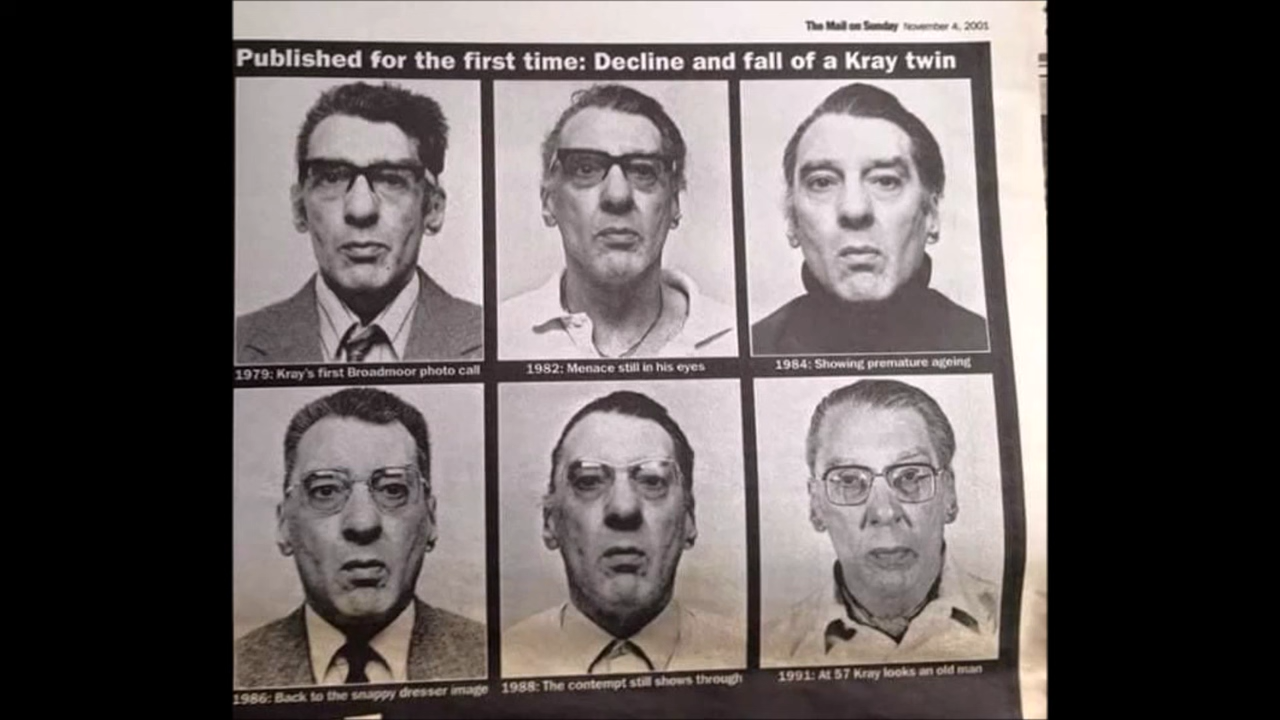 The Mail on Sunday November 4, 2001
Published for the first time: Decline and fall of a Kray twin
1979: Kray's first Broadmoor photo call
1982: Menace still in his eyes
1984: Showing premature ageing
1986: Back to the snappy dresser image
1988: The contempt still shows through
1991: At 57 Kray looks an old man